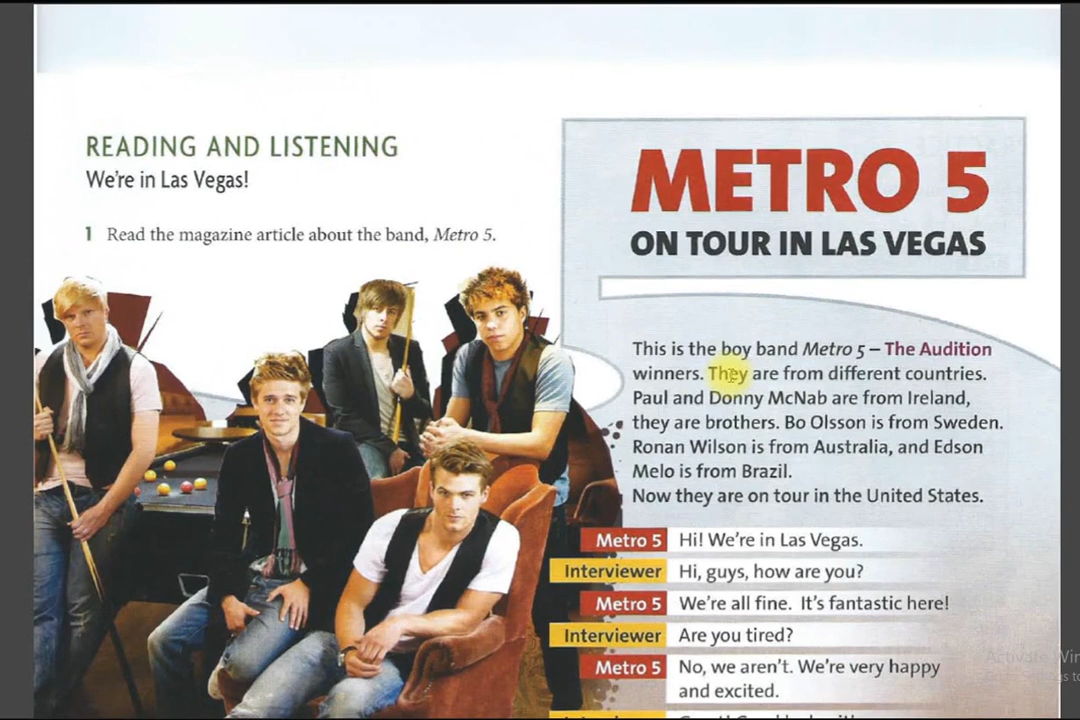 READING AND LISTENING
We're in Las Vegas!
1 Read the magazine article about the band, Metro 5.
METRO 5
ON TOUR IN LAS VEGAS
This is the boy band Metro 5 – The Audition
winners. They are from different countries.
Paul and Donny McNab are from Ireland,
they are brothers. Bo Olsson is from Sweden.
Ronan Wilson is from Australia, and Edson
Melo is from Brazil.
Now they are on tour in the United States.
Metro 5 Hi! We're in Las Vegas.
Interviewer Hi, guys, how are you?
Metro 5 We're all fine. It's fantastic here!
Interviewer Are you tired?
Metro 5 No, we aren't. We're very happy
and excited.
Activate Win